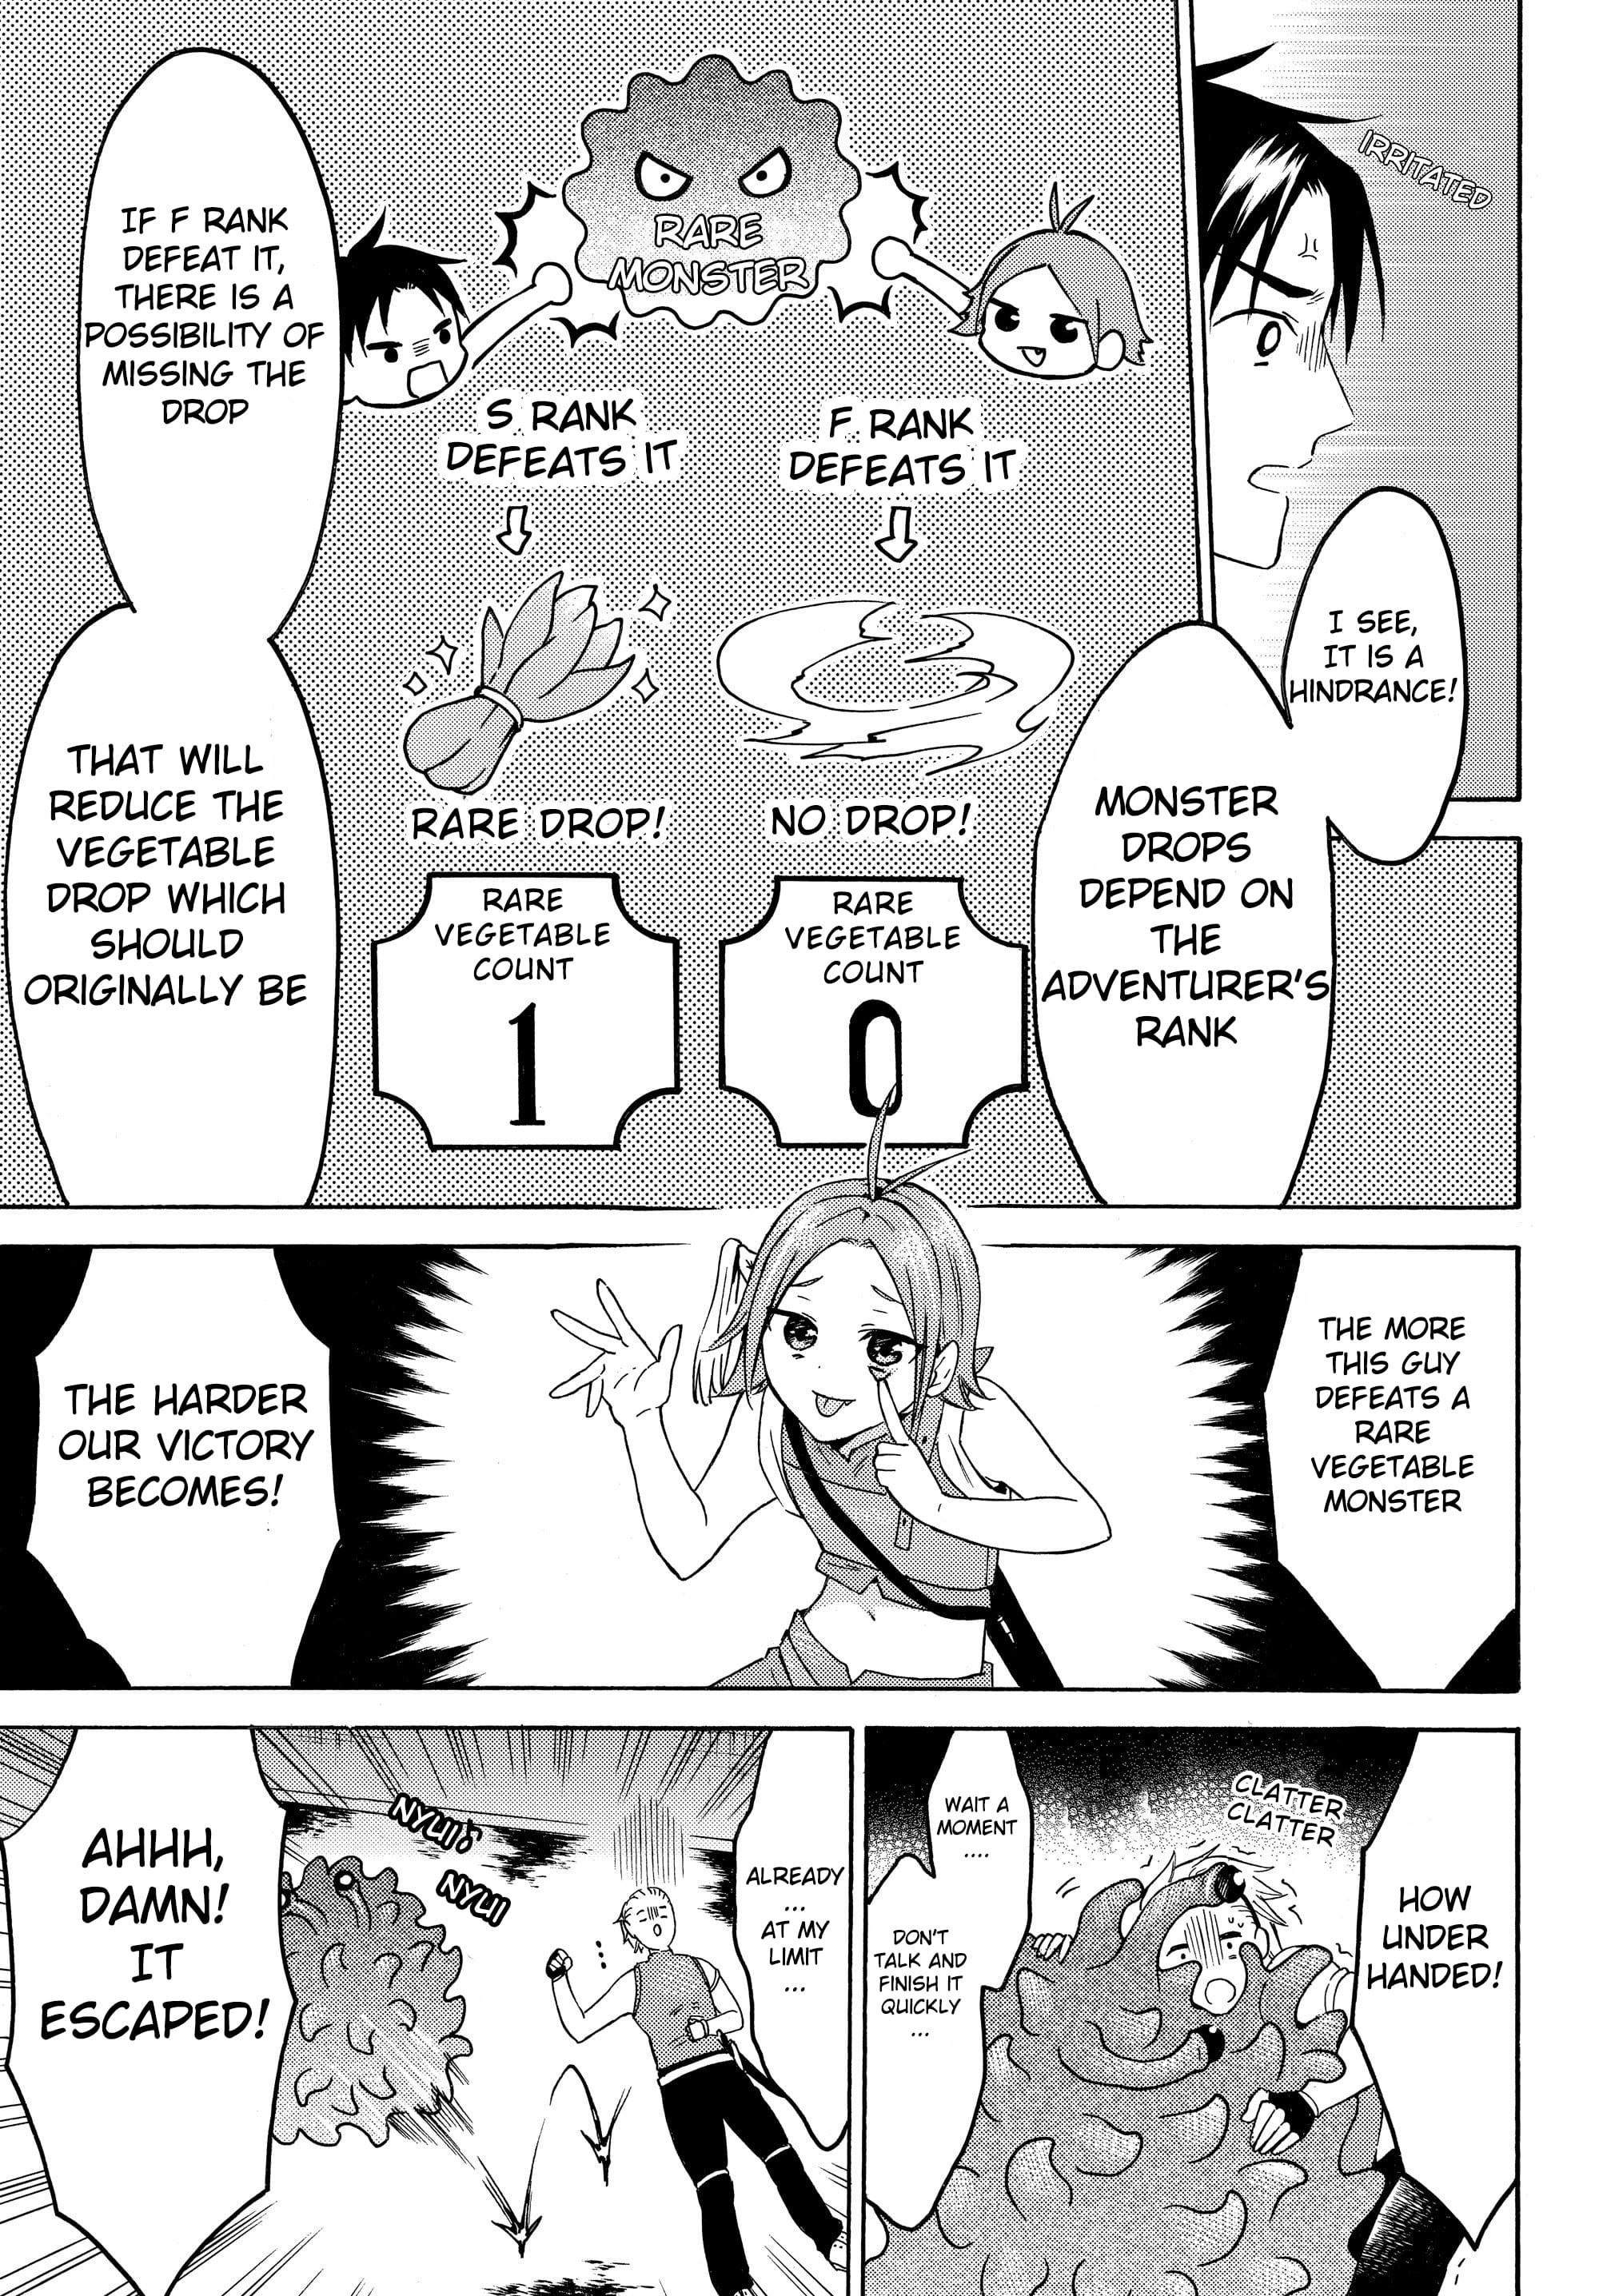 IRRITATED
I SEE,
IT IS A
HINDRANCE!
MONSTER
DROPS
DEPEND ON
THE
ADVENTURER'S
RANK
RARE
MONSTER
F RANK
DEFEATS IT
NO DROP!
RARE
VEGETABLE
COUNT
0
S RANK
DEFEATS IT
RARE DROP!
RARE
VEGETABLE
COUNT
1
IF F RANK
DEFEAT IT,
THERE IS A
POSSIBILITY OF
MISSING THE
DROP
THAT WILL
REDUCE THE
VEGETABLE
DROP WHICH
SHOULD
ORIGINALLY BE
THE MORE
THIS GUY
DEFEATS A
RARE
VEGETABLE
MONSTER
THE HARDER
OUR VICTORY
BECOMES!
HOW
UNDER
HANDED!
CLATTER
CLATTER
WAIT A
MOMENT
....
DON'T
TALK AND
FINISH IT
QUICKLY
...
ALREADY
...
AT MY
LIMIT
...
NYUI♪
NYUI
AHHH,
DAMN!
IT
ESCAPED!